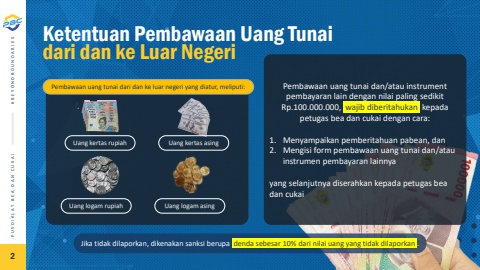 PBC
BEYOND BOUNDARIES
PUSDIKLAT BEA DAN CUKAI
2
Ketentuan Pembawaan Uang Tunai
dari dan ke Luar Negeri
Pembawaan uang tunai dari dan ke luar negeri yang diatur, meliputi:
Uang kertas rupiah
Uang kertas asing
Uang logam rupiah
Uang logam asing
Pembawaan uang tunai dan/atau instrument
pembayaran lain dengan nilai paling sedikit
Rp.100.000.000, wajib diberitahukan kepada
petugas bea dan cukai dengan cara:
1. Menyampaikan pemberitahuan pabean, dan
2. Mengisi form pembawaan uang tunai dan/atau
instrumen pembayaran lainnya
yang selanjutnya diserahkan kepada petugas bea
dan cukai
Jika tidak dilaporkan, dikenakan sanksi berupa denda sebesar 10% dari nilai uang yang tidak dilaporkan